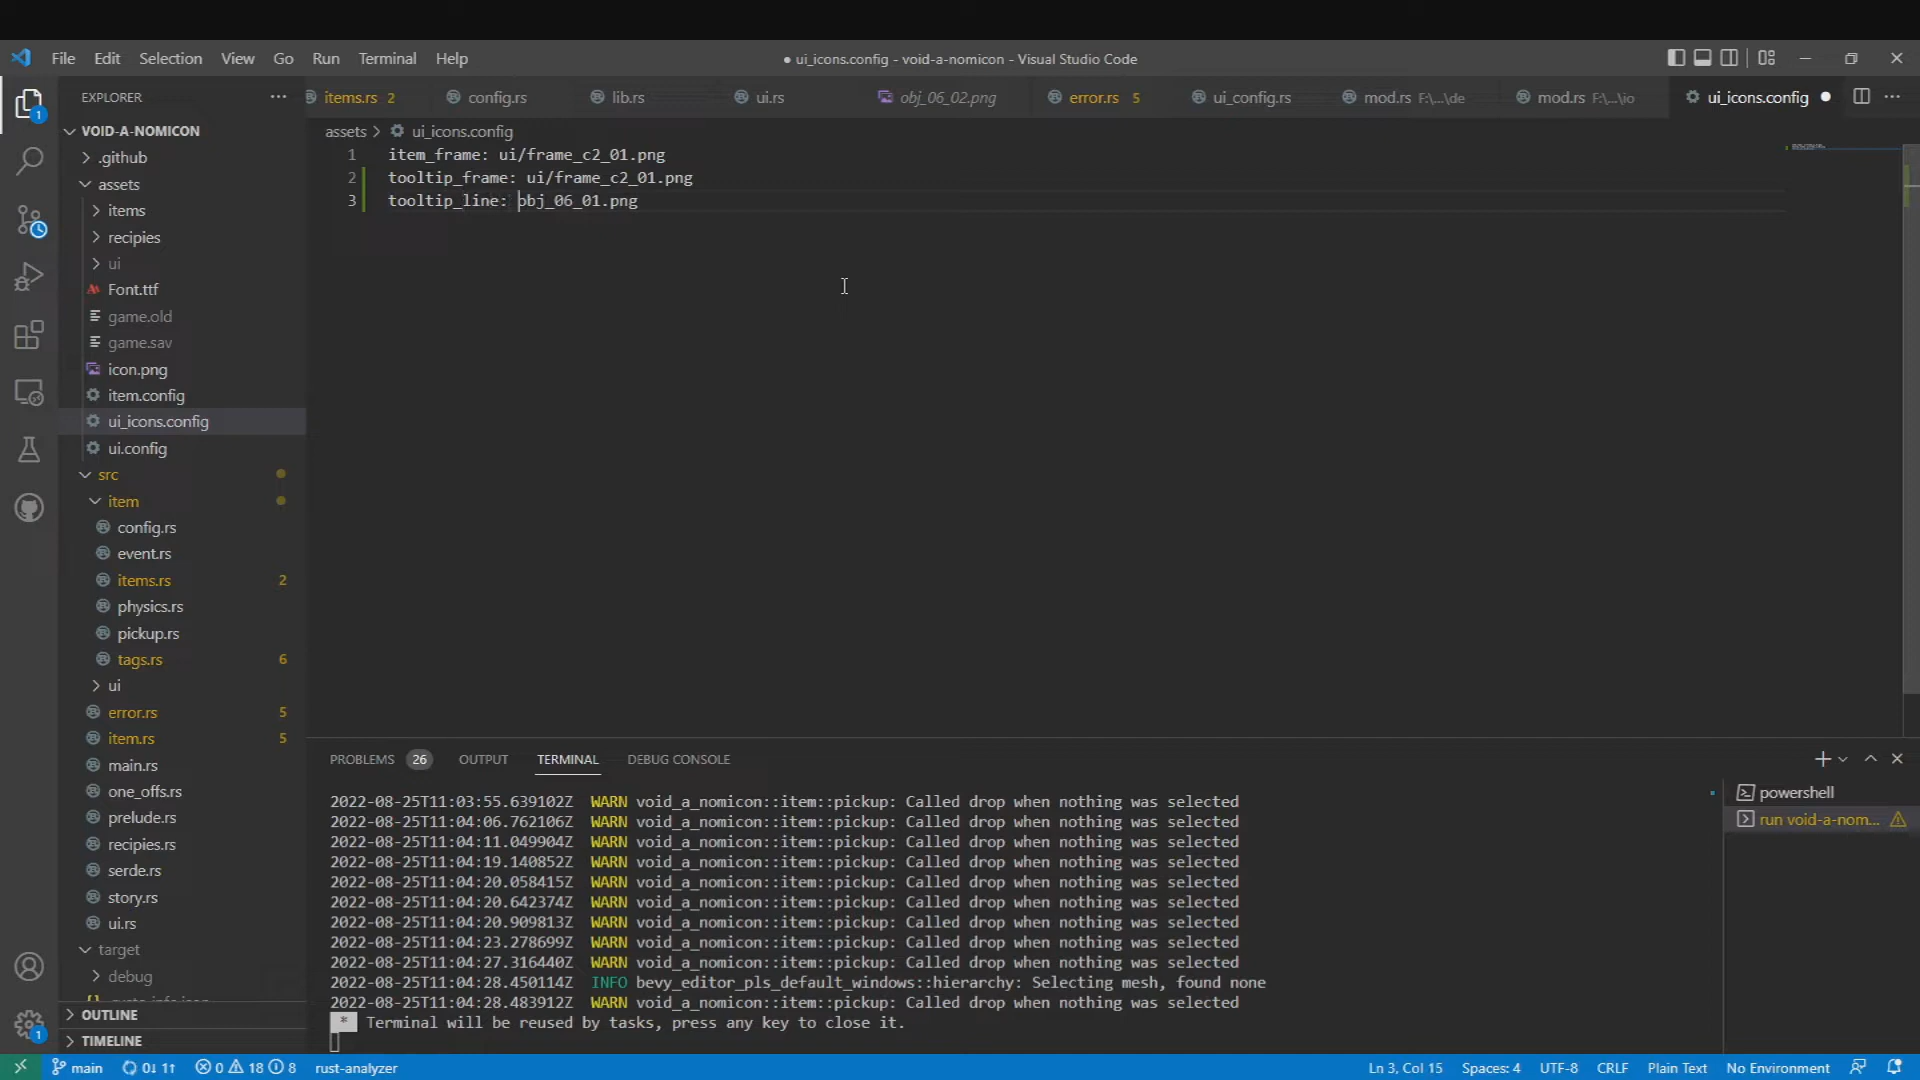 File Edit Selection View Go Run Terminal Help
● ui_icons.config - void-a-nomicon - Visual Studio Code
EXPLORER
items.rs 2
config.rs
lib.rs
ui.rs
obj_06_02.png
error.rs 5
ui_config.rs
mod.rs F:\...\de
mod.rs F:\...\io
ui_icons.config ●
assets > ui_icons.config
1 item_frame: ui/frame_c2_01.png
2 tooltip_frame: ui/frame_c2_01.png
3 tooltip_line: obj_06_01.png
VOID-A-NOMICON
.github
assets
items
recipies
ui
Font.ttf
game.old
game.sav
icon.png
item.config
ui_icons.config
ui.config
src
item
config.rs
event.rs
items.rs 2
physics.rs
pickup.rs
tags.rs 6
ui
error.rs 5
item.rs 5
main.rs
one_offs.rs
prelude.rs
recipies.rs
serde.rs
story.rs
ui.rs
target
debug
OUTLINE
TIMELINE
1
1
PROBLEMS 26 OUTPUT TERMINAL DEBUG CONSOLE
2022-08-25T11:03:55.639102Z WARN void_a_nomicon::item::pickup: Called drop when nothing was selected
2022-08-25T11:04:06.762106Z WARN void_a_nomicon::item::pickup: Called drop when nothing was selected
2022-08-25T11:04:11.049904Z WARN void_a_nomicon::item::pickup: Called drop when nothing was selected
2022-08-25T11:04:19.140852Z WARN void_a_nomicon::item::pickup: Called drop when nothing was selected
2022-08-25T11:04:20.058415Z WARN void_a_nomicon::item::pickup: Called drop when nothing was selected
2022-08-25T11:04:20.642374Z WARN void_a_nomicon::item::pickup: Called drop when nothing was selected
2022-08-25T11:04:20.909813Z WARN void_a_nomicon::item::pickup: Called drop when nothing was selected
2022-08-25T11:04:23.278699Z WARN void_a_nomicon::item::pickup: Called drop when nothing was selected
2022-08-25T11:04:27.316440Z WARN void_a_nomicon::item::pickup: Called drop when nothing was selected
2022-08-25T11:04:28.450114Z INFO bevy_editor_pls_default_windows::hierarchy: Selecting mesh, found none
2022-08-25T11:04:28.483912Z WARN void_a_nomicon::item::pickup: Called drop when nothing was selected
* Terminal will be reused by tasks, press any key to close it.
powershell
run void-a-nom...
main 0↓ 1↑ 0 18 8 rust-analyzer
Ln 3, Col 15 Spaces: 4 UTF-8 CRLF Plain Text No Environment